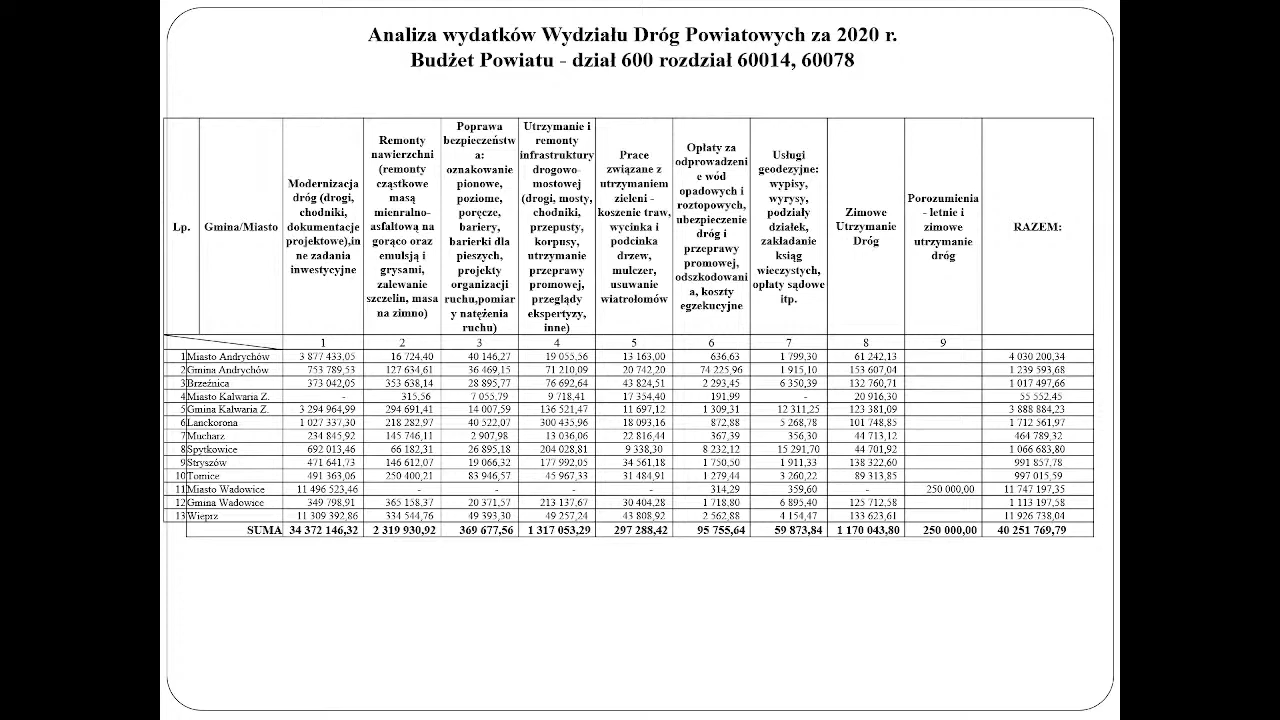 Analiza wydatków Wydziału Dróg Powiatowych za 2020 r.
Budżet Powiatu - dział 600 rozdział 60014, 60078
Lp.
Gmina/Miasto
Modernizacja
dróg (drogi,
chodniki,
dokumentacje
projektowe),in
ne zadania
inwestycyjne
Remonty
nawierzchni
(remonty
cząstkowe
masą
mienralno-
asfaltową na
gorąco oraz
emulsją i
grysami,
zalewanie
szczelin, masa
na zimno)
Poprawa
bezpieczeństw
a:
oznakowanie
pionowe,
poziome,
poręcze,
bariery,
barierki dla
pieszych,
projekty
organizacji
ruchu,pomiar
y natężenia
ruchu)
Utrzymanie i
remonty
infrastruktury
drogowo-
mostowej
(drogi, mosty,
chodniki,
przepusty,
korpusy,
utrzymanie
przeprawy
promowej,
przeglądy
ekspertyzy,
inne)
Prace
związane z
utrzymaniem
zieleni -
koszenie traw,
wycinka i
podcinka
drzew,
mulczer,
usuwanie
wiatrołomów
Opłaty za
odprowadzeni
e wód
opadowych i
roztopowych,
ubezpieczenie
dróg i
przeprawy
promowej,
odszkodowani
a, koszty
egzekucyjne
Usługi
geodezyjne:
wypisy,
wyrysy,
podziały
działek,
zakładanie
ksiąg
wieczystych,
opłaty sądowe
itp.
Zimowe
Utrzymanie
Dróg
Porozumienia
- letnie i
zimowe
utrzymanie
dróg
RAZEM:
1 2 3 4 5 6 7 8 9
1 Miasto Andrychów 3 877 433,05 16 724,40 40 146,27 19 055,56 13 163,00 636,63 1 799,30 61 242,13 4 030 200,34
2 Gmina Andrychów 753 789,53 127 634,61 36 469,15 71 210,09 20 742,20 74 225,96 1 915,10 153 607,04 1 239 593,68
3 Brzeźnica 373 042,05 353 638,14 28 895,77 76 692,64 43 824,51 2 293,45 6 350,39 132 760,71 1 017 497,66
4 Miasto Kalwaria Z. - 315,56 7 055,79 9 718,41 17 354,40 191,99 - 20 916,30 55 552,45
5 Gmina Kalwaria Z. 3 294 964,99 294 691,41 14 007,59 136 521,47 11 697,12 1 309,31 12 311,25 123 381,09 3 888 884,23
6 Lanckorona 1 027 337,30 218 282,97 40 522,07 300 435,96 18 093,16 872,88 5 268,78 101 748,85 1 712 561,97
7 Mucharz 234 845,92 145 746,11 2 907,98 13 036,06 22 816,44 367,39 356,30 44 713,12 464 789,32
8 Spytkowice 692 013,46 66 182,31 26 895,18 204 028,81 9 338,30 8 232,12 15 291,70 44 701,92 1 066 683,80
9 Stryszów 471 641,73 146 612,07 19 066,32 177 992,05 34 561,18 1 750,50 1 911,33 138 322,60 991 857,78
10 Tomice 491 363,06 250 400,21 83 946,57 45 967,33 31 484,91 1 279,44 3 260,22 89 313,85 997 015,59
11 Miasto Wadowice 11 496 523,46 - - - - 314,29 359,60 - 250 000,00 11 747 197,35
12 Gmina Wadowice 349 798,91 365 158,37 20 371,57 213 137,67 30 404,28 1 718,80 6 895,40 125 712,58 1 113 197,58
13 Wieprz 11 309 392,86 334 544,76 49 393,30 49 257,24 43 808,92 2 562,88 4 154,47 133 623,61 11 926 738,04
SUMA 34 372 146,32 2 319 930,92 369 677,56 1 317 053,29 297 288,42 95 755,64 59 873,84 1 170 043,80 250 000,00 40 251 769,79